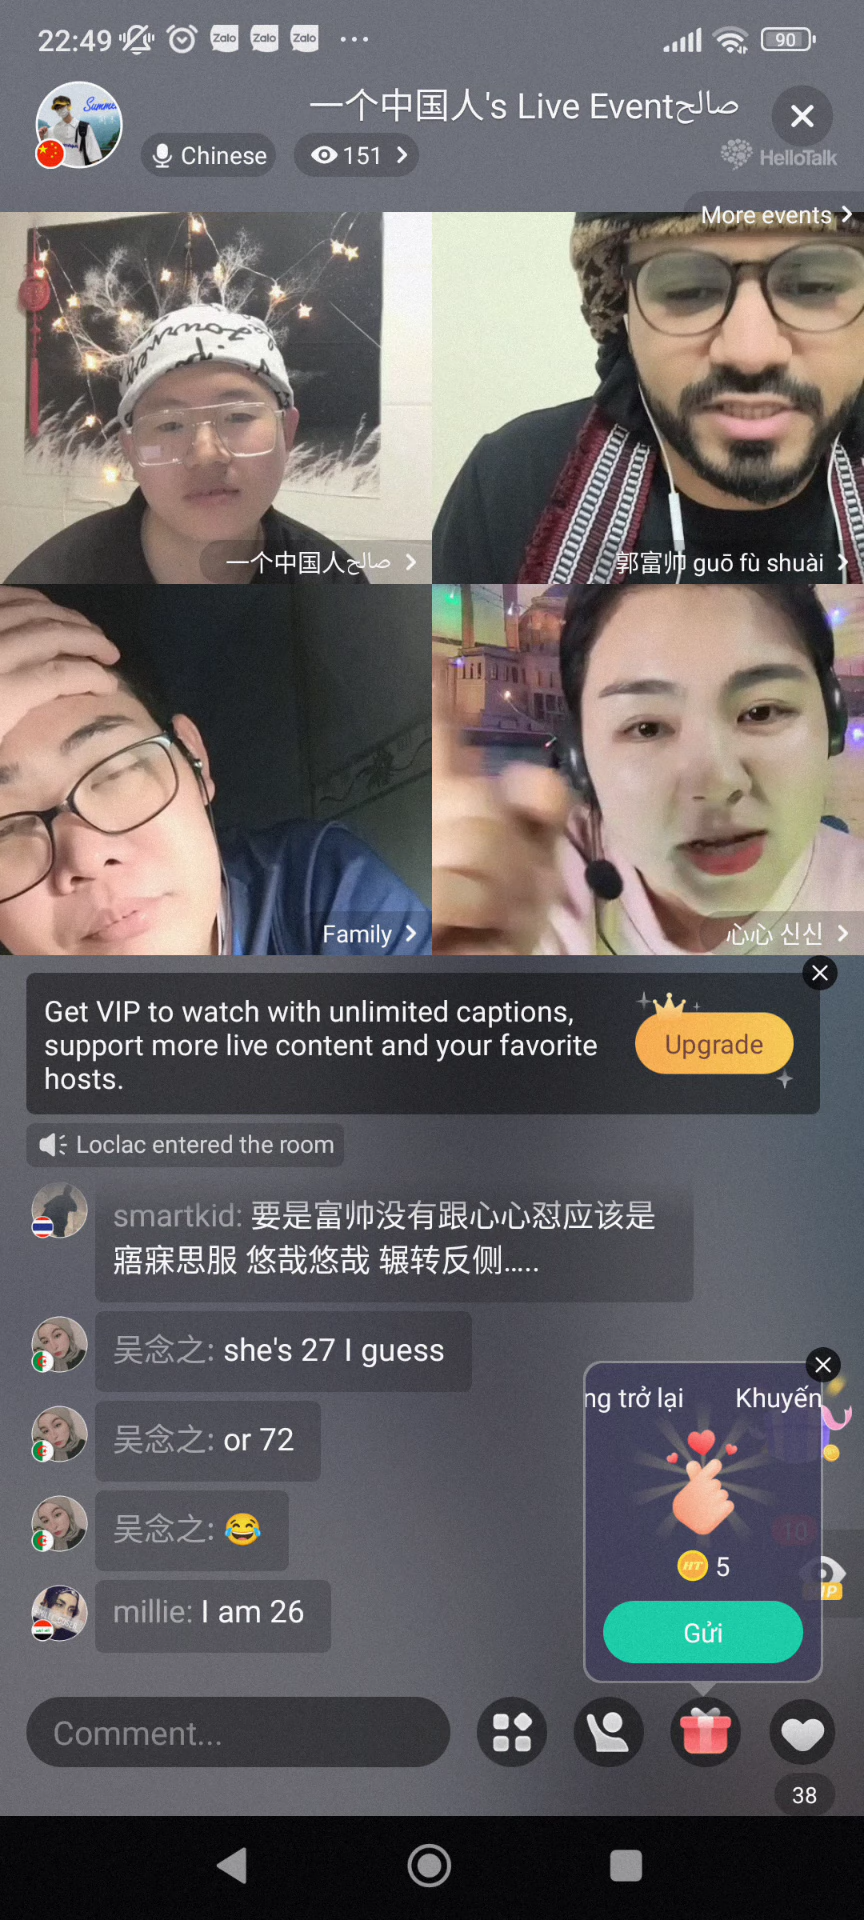 22:49 Zalo Zalo Zalo ... 90
一个中国人's Live Eventصالح
Summer
Chinese 151
HelloTalk
More events
一个中国人صالح
郭富帅 guō fù shuài
Family
心心 신신
Get VIP to watch with unlimited captions,
support more live content and your favorite
hosts.
Upgrade
Loclac entered the room
smartkid: 要是富帅没有跟心心怼应该是
寤寐思服 悠哉悠哉 辗转反侧.....
吴念之: she's 27 I guess
吴念之: or 72
吴念之: 😂
millie: I am 26
ng trở lại Khuyến
10
HT 5
VIP
Gửi
Comment...
38